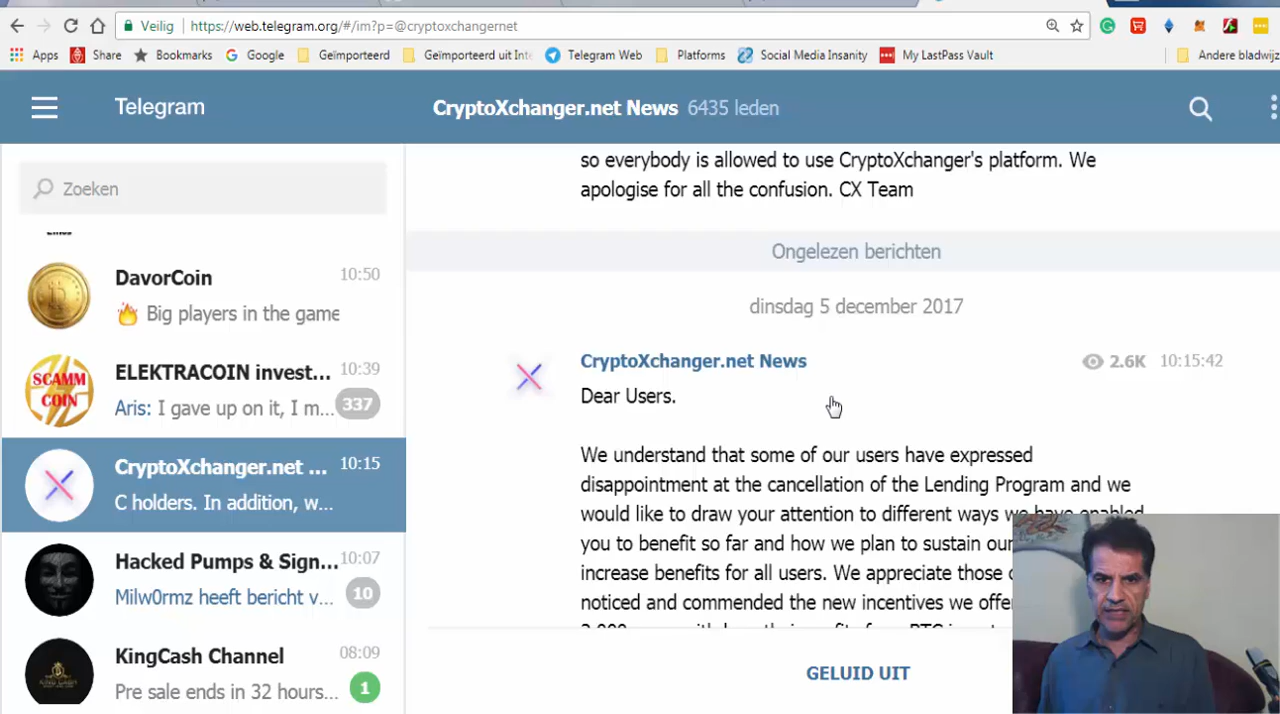 Veilig
https://web.telegram.org/#/im?p=@cryptoxchangernet
Apps
Share
Bookmarks
Google
Geïmporteerd
Geïmporteerd uit Int
Telegram Web
Platforms
Social Media Insanity
My LastPass Vault
Andere bladwijz
Telegram
CryptoXchanger.net News 6435 leden
Zoeken
DavorCoin 10:50
Big players in the game
SCAMM
COIN
ELEKTRACOIN invest... 10:39
Aris: I gave up on it, I m... 337
CryptoXchanger.net ... 10:15
C holders. In addition, w...
Hacked Pumps & Sign... 10:07
Milw0rmz heeft bericht v... 10
KingCash Channel 08:09
Pre sale ends in 32 hours... 1
so everybody is allowed to use CryptoXchanger's platform. We
apologise for all the confusion. CX Team
Ongelezen berichten
dinsdag 5 december 2017
CryptoXchanger.net News 2.6K 10:15:42
Dear Users.
We understand that some of our users have expressed
disappointment at the cancellation of the Lending Program and we
would like to draw your attention to different ways we have enabled
you to benefit so far and how we plan to sustain our
increase benefits for all users. We appreciate those
noticed and commended the new incentives we offer
GELUID UIT